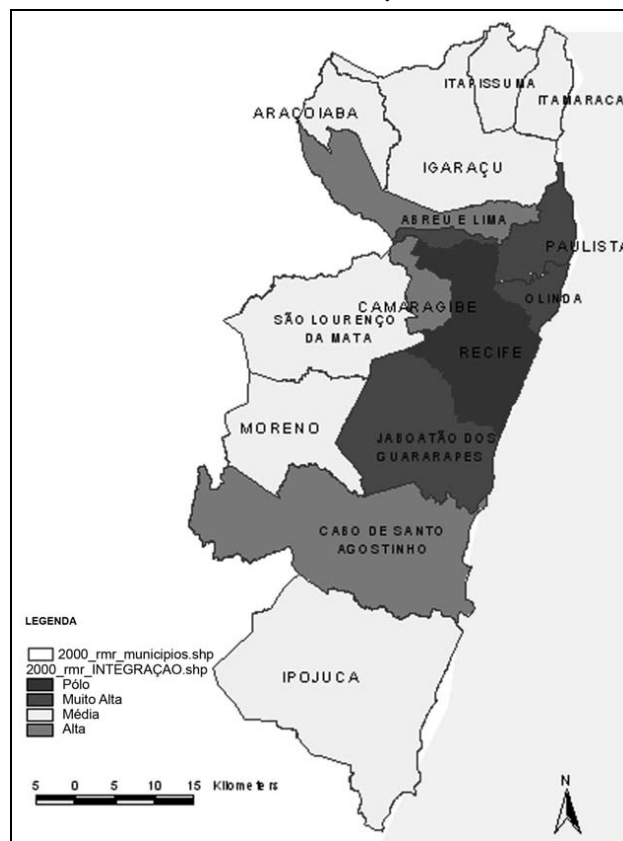 ITAPISSUMA
ITAMARACA
ARAÇOIABA
IGARAÇU
ABREU E LIMA
PAULISTA
OLINDA
CAMARAGIBE
SÃO LOURENÇO
DA MATA
RECIFE
MORENO
JABOATÃO DOS
GUARARAPES
CABO DE SANTO
AGOSTINHO
IPOJUCA
LEGENDA
2000_rmr_municipios.shp
2000_rmr_INTEGRAÇAO.shp
Pólo
Muito Alta
Média
Alta
5 0 5 10 15 Kilometers
N